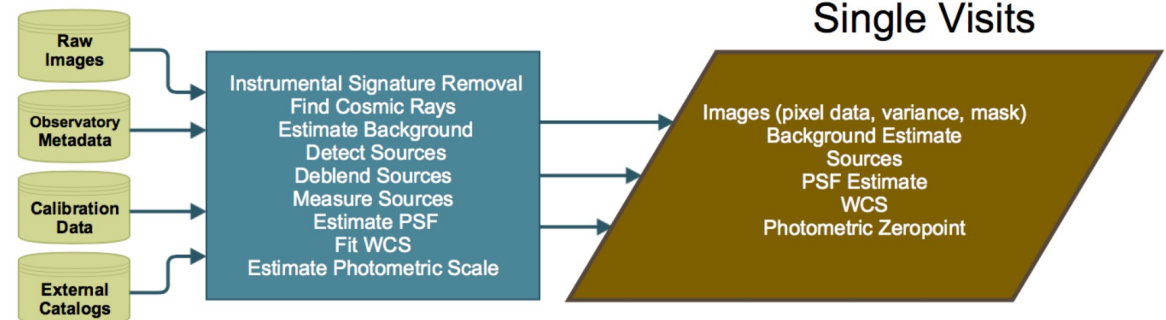 Single Visits
Raw
Images
Observatory
Metadata
Calibration
Data
External
Catalogs
Instrumental Signature Removal
Find Cosmic Rays
Estimate Background
Detect Sources
Deblend Sources
Measure Sources
Estimate PSF
Fit WCS
Estimate Photometric Scale
Images (pixel data, variance, mask)
Background Estimate
Sources
PSF Estimate
WCS
Photometric Zeropoint